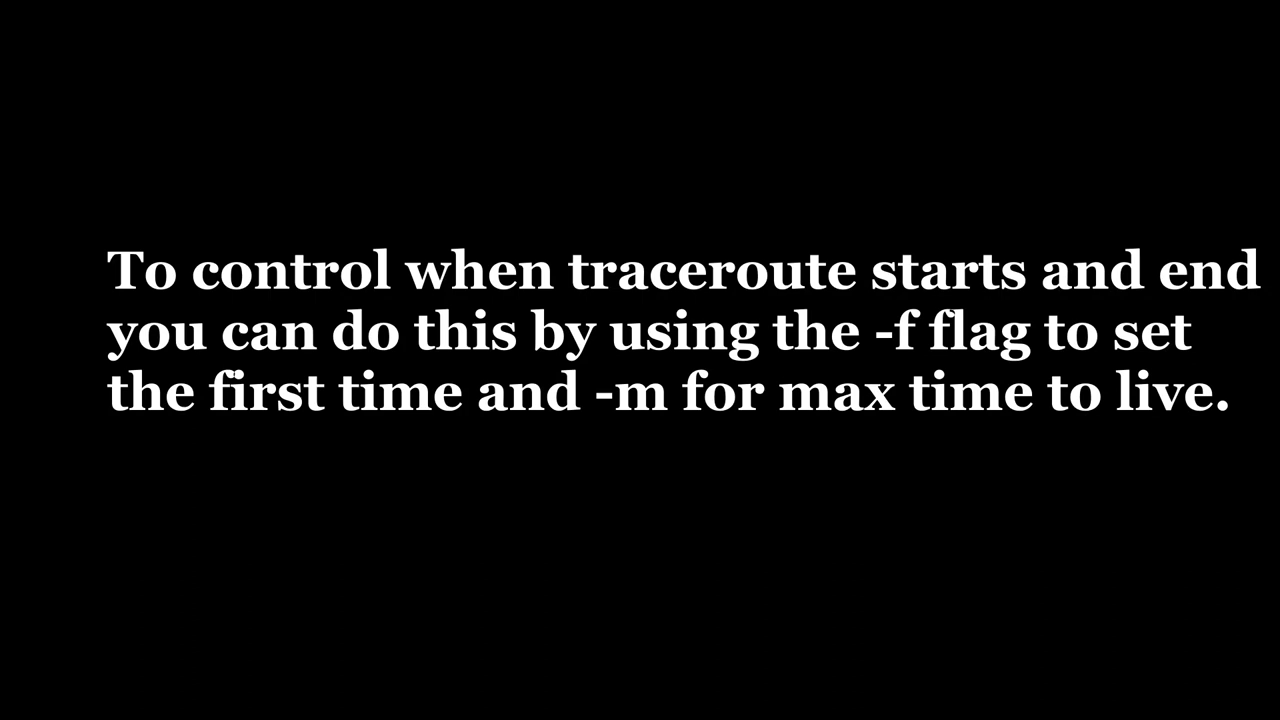 To control when traceroute starts and end
you can do this by using the -f flag to set
the first time and -m for max time to live.